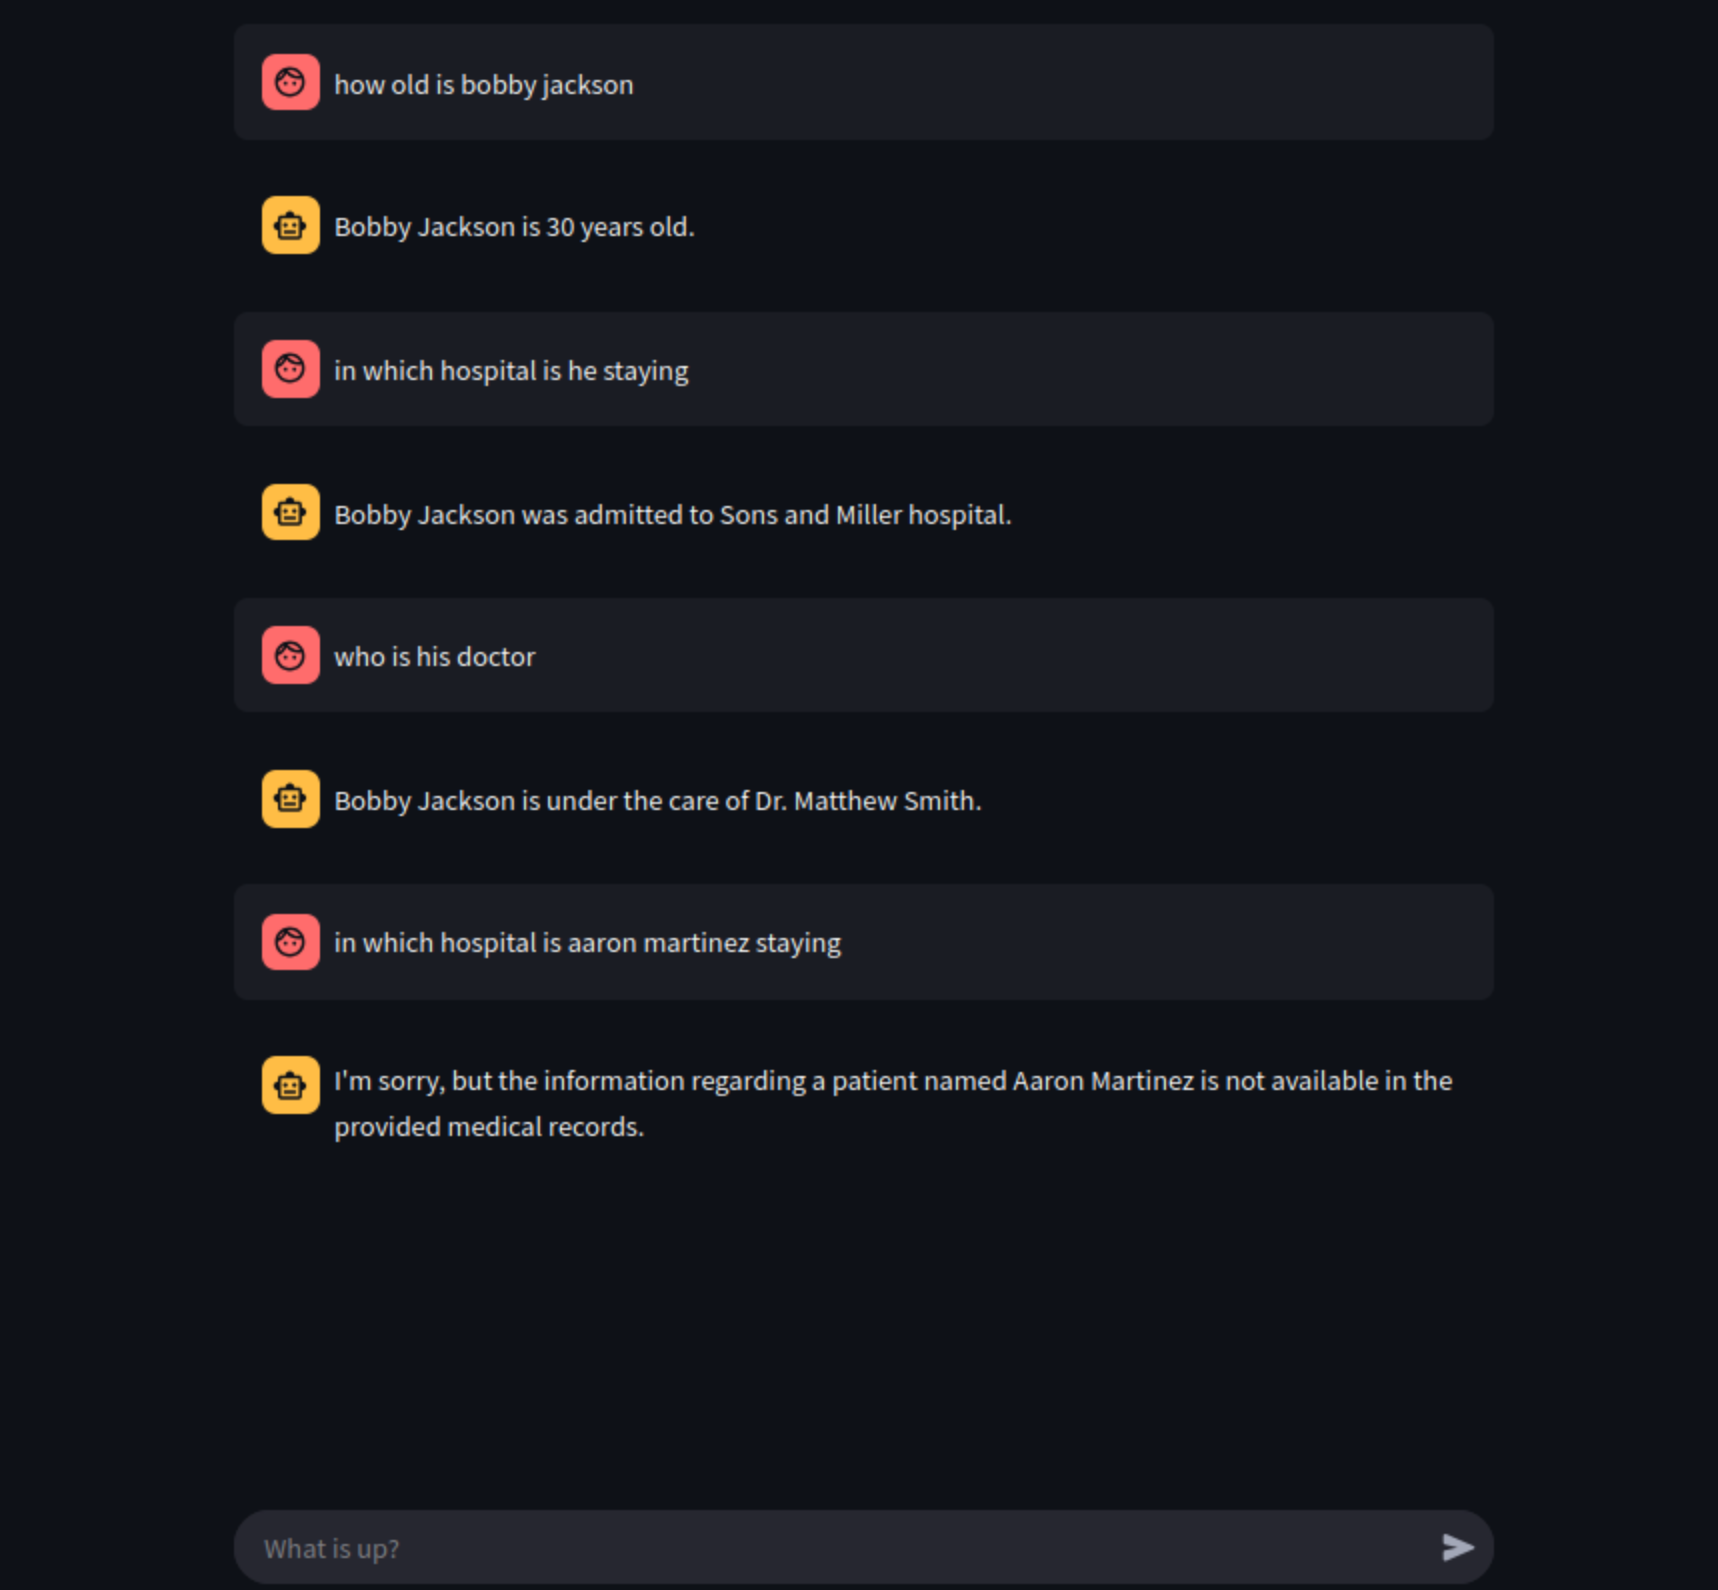 how old is bobby jackson
Bobby Jackson is 30 years old.
in which hospital is he staying
Bobby Jackson was admitted to Sons and Miller hospital.
who is his doctor
Bobby Jackson is under the care of Dr. Matthew Smith.
in which hospital is aaron martinez staying
I'm sorry, but the information regarding a patient named Aaron Martinez is not available in the
provided medical records.
What is up?